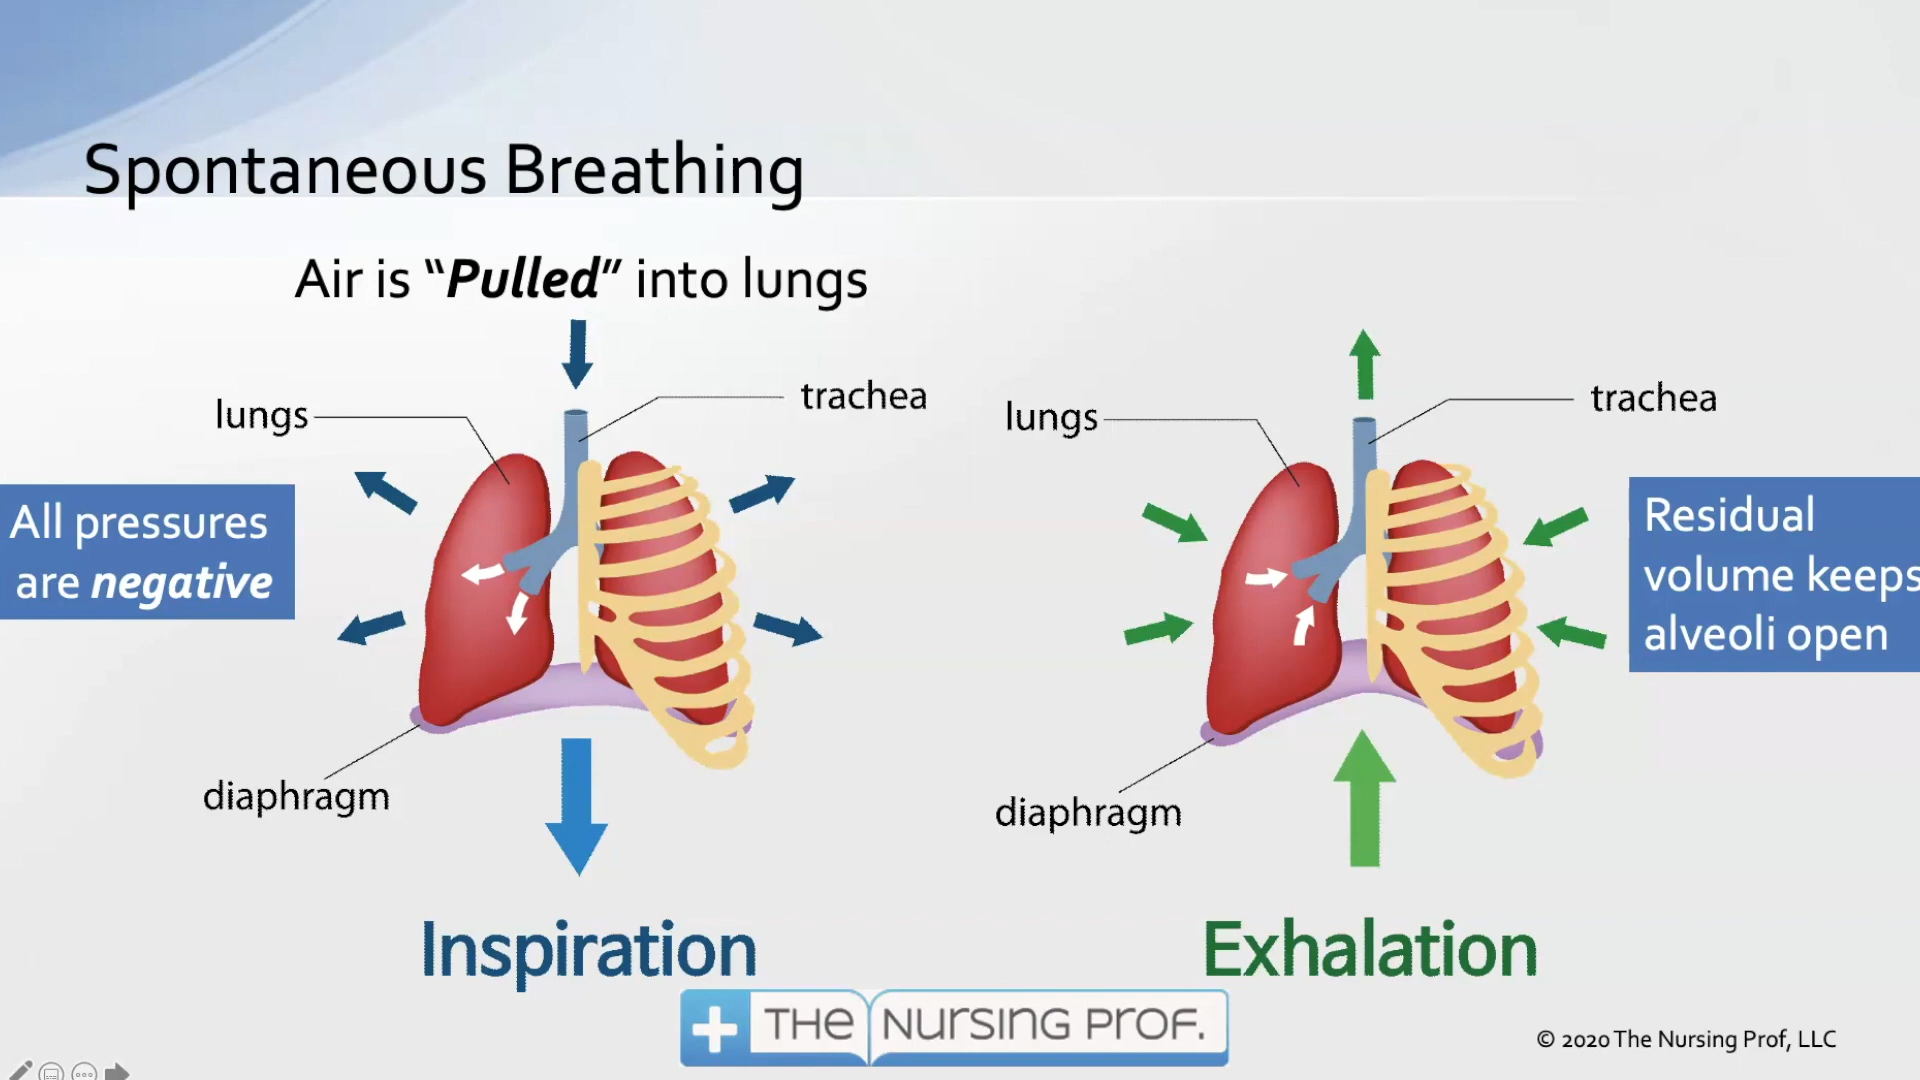 Spontaneous Breathing
Air is “Pulled” into lungs
lungs
trachea
All pressures
are negative
diaphragm
Inspiration
lungs
trachea
Residual
volume keeps
alveoli open
diaphragm
Exhalation
THE NURSING PROF.
© 2020 The Nursing Prof, LLC